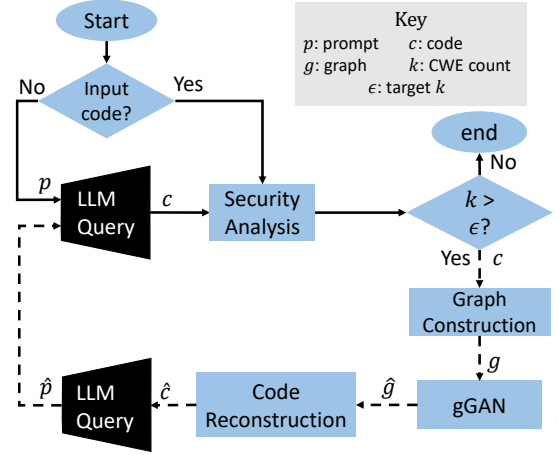 Start
Key
p: prompt c: code
g: graph k: CWE count
ϵ: target k
No
Yes
Input
code?
end
No
p
LLM
Query
c
Security
Analysis
k >
ϵ?
Yes
c
Graph
Construction
g
gGAN
ĝ
Code
Reconstruction
ĉ
LLM
Query
p̂